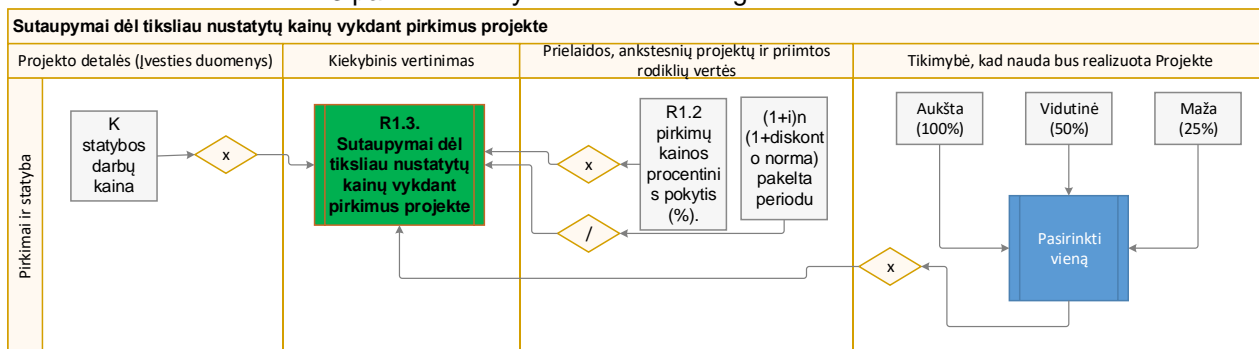 Sutaupymai dėl tiksliau nustatytų kainų vykdant pirkimus projekte
Projekto detalės (Įvesties duomenys)
Kiekybinis vertinimas
Prielaidos, ankstesnių projektų ir priimtos
rodiklių vertės
Tikimybė, kad nauda bus realizuota Projekte
Pirkimai ir statyba
K
statybos
darbų
kaina
x
R1.3.
Sutaupymai dėl
tiksliau nustatytų
kainų vykdant
pirkimus projekte
x
/
R1.2
pirkimų
kainos
procentini
s pokytis
(%).
(1+i)n
(1+diskont
o norma)
pakelta
periodu
Aukšta
(100%)
Vidutinė
(50%)
Maža
(25%)
Pasirinkti
vieną
x